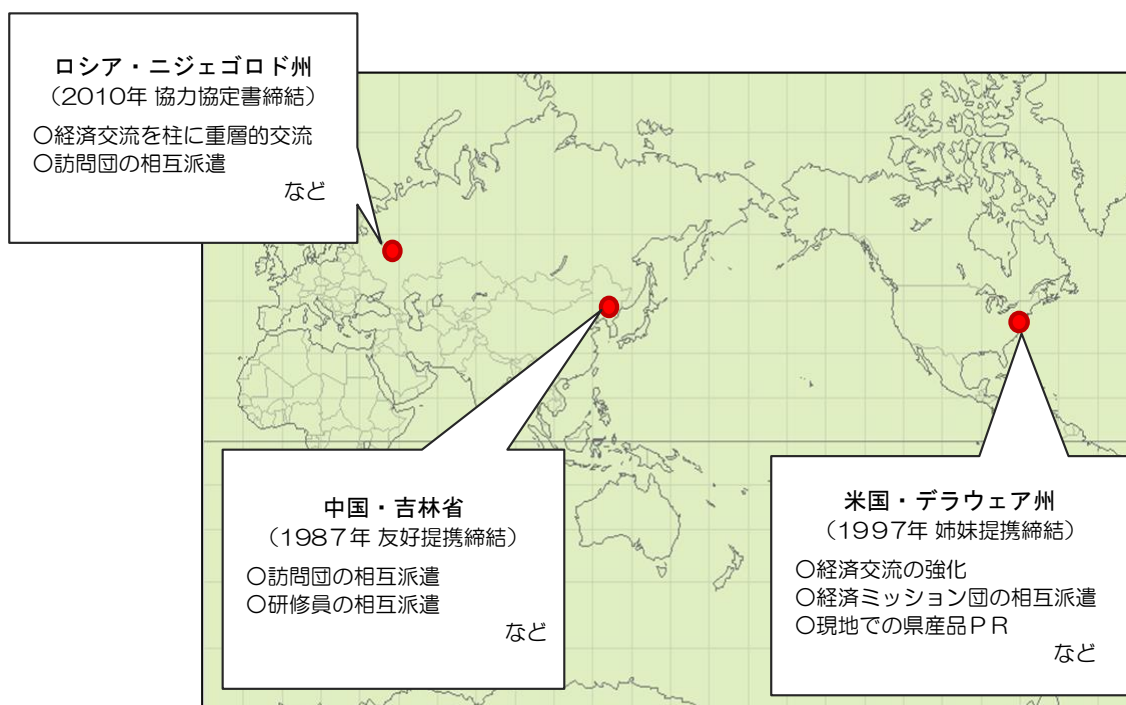 ロシア・ニジェゴロド州
(2010年 協力協定書締結)
○経済交流を柱に重層的交流
○訪問団の相互派遣
など
中国・吉林省
(1987年 友好提携締結)
○訪問団の相互派遣
○研修員の相互派遣
など
米国・デラウェア州
(1997年 姉妹提携締結)
○経済交流の強化
○経済ミッション団の相互派遣
○現地での県産品PR
など